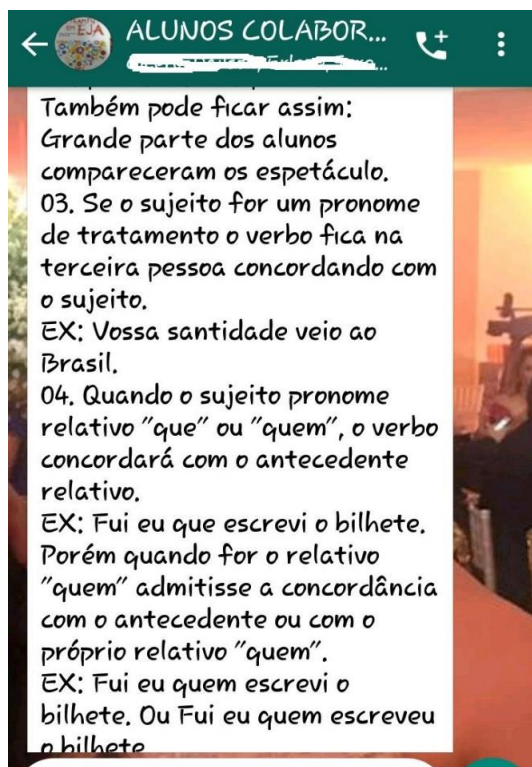 ALUNOS COLABOR...
Também pode ficar assim:
Grande parte dos alunos
compareceram os espetáculo.
03. Se o sujeito for um pronome
de tratamento o verbo fica na
terceira pessoa concordando com
o sujeito.
EX: Vossa santidade veio ao
Brasil.
04. Quando o sujeito pronome
relativo "que" ou "quem", o verbo
concordará com o antecedente
relativo.
EX: Fui eu que escrevi o bilhete.
Porém quando for o relativo
"quem" admitisse a concordância
com o antecedente ou com o
próprio relativo "quem".
EX: Fui eu quem escrevi o
bilhete. Ou Fui eu quem escreveu
o bilhete